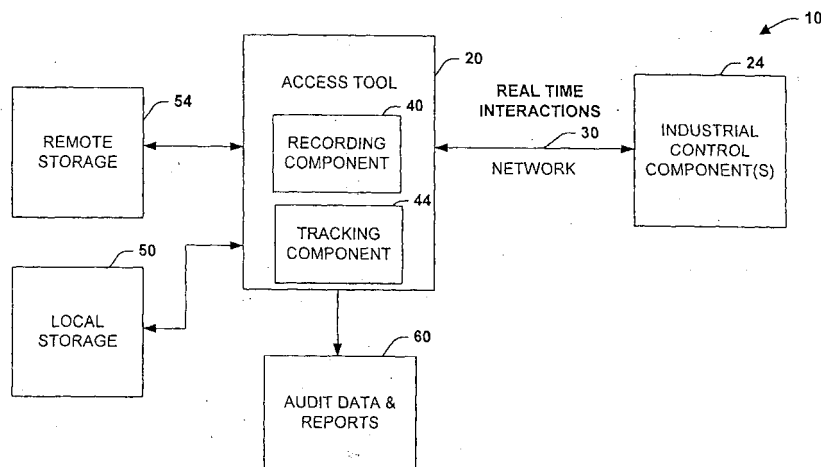 10
20
ACCESS TOOL
24
54
REAL TIME
INTERACTIONS
40
REMOTE
STORAGE
RECORDING
COMPONENT
30
INDUSTRIAL
CONTROL
COMPONENT(S)
NETWORK
44
TRACKING
COMPONENT
50
LOCAL
STORAGE
60
AUDIT DATA &
REPORTS